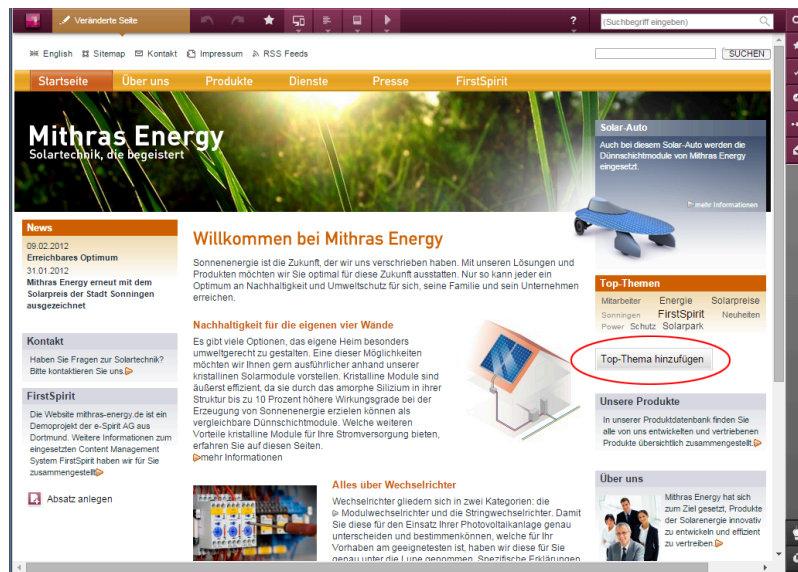 Veränderte Seite
?
(Suchbegriff eingeben)
English Sitemap Kontakt Impressum RSS Feeds
SUCHEN
Startseite Über uns Produkte Dienste Presse FirstSpirit
Mithras Energy
Solartechnik, die begeistert
Solar-Auto
Auch bei diesem Solar-Auto werden die
Dünnschichtmodule von Mithras Energy
eingesetzt.
mehr Informationen
News
09.02.2012
Erreichbares Optimum
31.01.2012
Mithras Energy erneut mit dem
Solarpreis der Stadt Sonningen
ausgezeichnet
Kontakt
Haben Sie Fragen zur Solartechnik?
Bitte kontaktieren Sie uns.
FirstSpirit
Die Website mithras-energy.de ist ein
Demoprojekt der e-Spirit AG aus
Dortmund. Weitere Informationen zum
eingesetzten Content Management
System FirstSpirit haben wir für Sie
zusammengestellt
Absatz anlegen
Willkommen bei Mithras Energy
Sonnenenergie ist die Zukunft, der wir uns verschrieben haben. Mit unseren Lösungen und
Produkten möchten wir Sie optimal für diese Zukunft ausstatten. Nur so kann jeder ein
Optimum an Nachhaltigkeit und Umweltschutz für sich, seine Familie und sein Unternehmen
erreichen.
Nachhaltigkeit für die eigenen vier Wände
Es gibt viele Optionen, das eigene Heim besonders
umweltgerecht zu gestalten. Eine dieser Möglichkeiten
möchten wir Ihnen gern ausführlicher anhand unserer
kristallinen Solarmodule vorstellen. Kristalline Module sind
äußerst effizient, da sie durch das amorphe Silizium in ihrer
Struktur bis zu 10 Prozent höhere Wirkungsgrade bei der
Erzeugung von Sonnenenergie erzielen können als
vergleichbare Dünnschichtmodule. Welche weiteren
Vorteile kristalline Module für Ihre Stromversorgung bieten,
erfahren Sie auf diesen Seiten.
mehr Informationen
Alles über Wechselrichter
Wechselrichter gliedern sich in zwei Kategorien: die
Modulwechselrichter und die Stringwechselrichter. Damit
Sie diese für den Einsatz Ihrer Photovoltaikanlage genau
unterscheiden und bestimmenkönnen, welche für Ihr
Vorhaben am geeignetesten ist, haben wir diese für Sie
genau unter die Lupe genommen. Spezifische Erklärungen
Top-Themen
Mitarbeiter Energie Solarpreise
Sonningen FirstSpirit Neuheiten
Power Schutz Solarpark
Top-Thema hinzufügen
Unsere Produkte
In unserer Produktdatenbank finden Sie
alle von uns entwickelten und vertriebenen
Produkte übersichtlich zusammengestellt.
Über uns
Mithras Energy hat sich
zum Ziel gesetzt, Produkte
der Solarenergie innovativ
zu entwickeln und effizient
zu vertreiben.